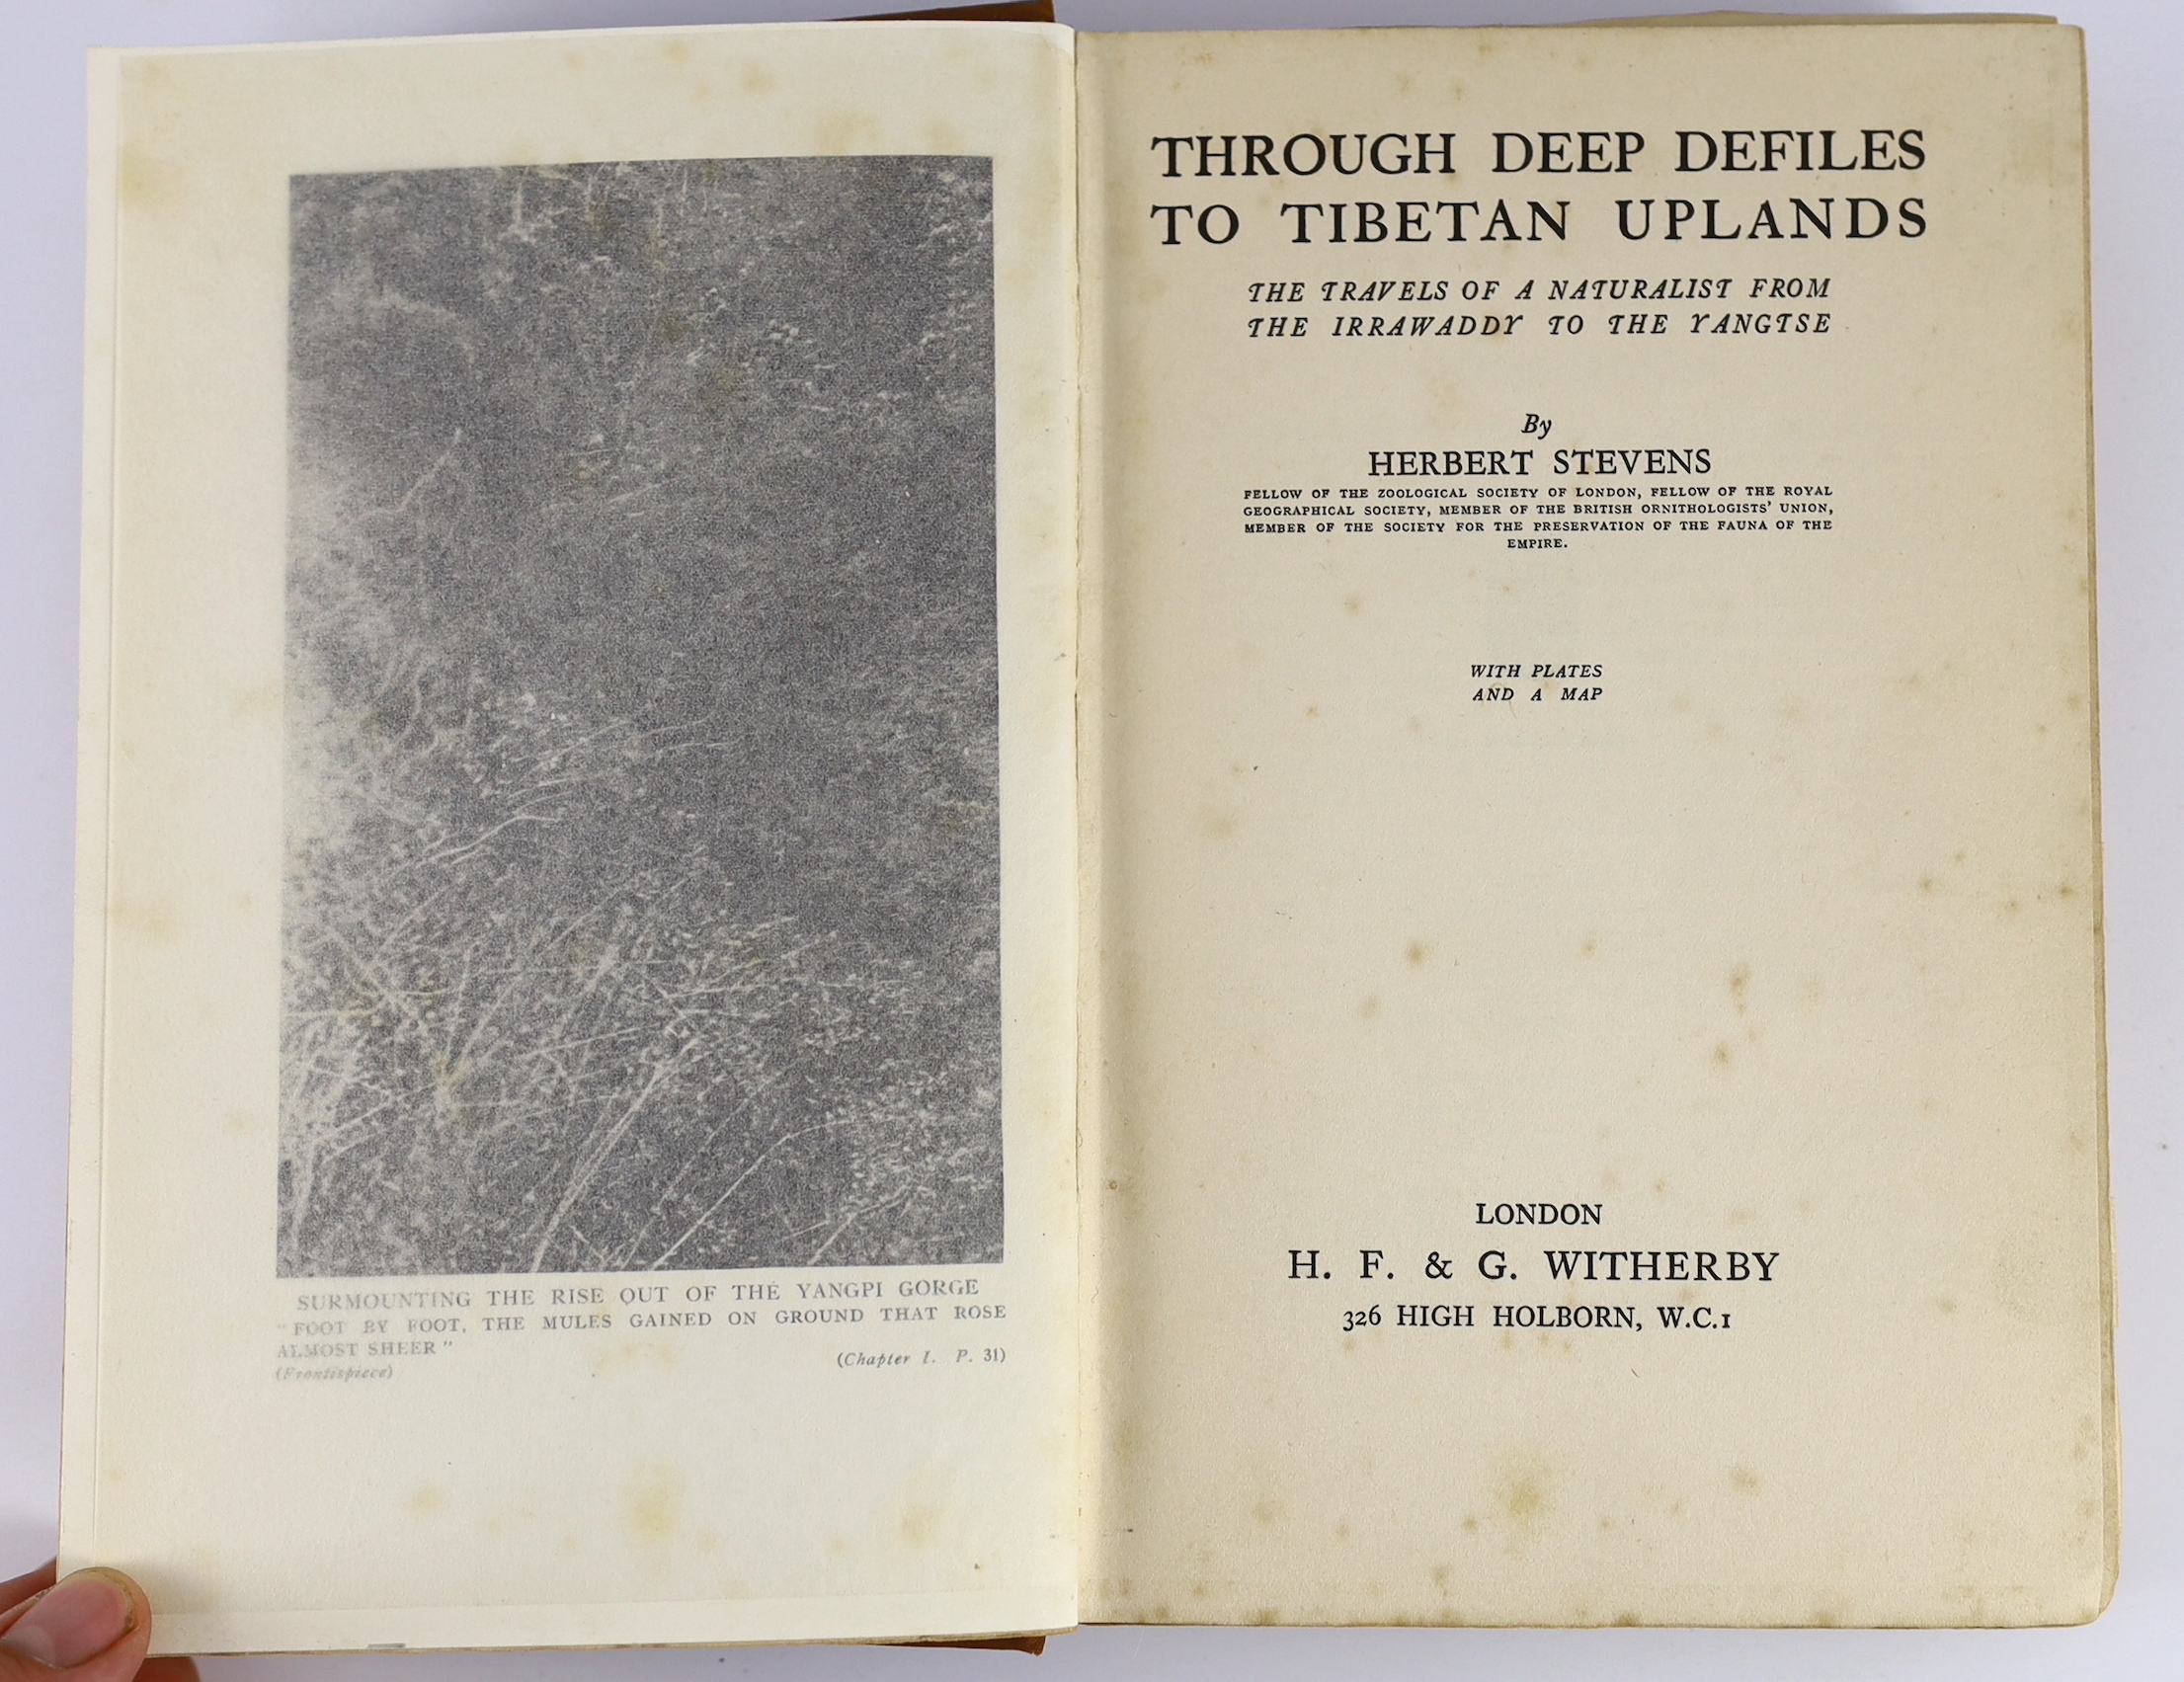 SURMOUNTING THE RISE OUT OF THE YANGPI GORGE
"FOOT BY FOOT, THE MULES GAINED ON GROUND THAT ROSE
ALMOST SHEER"
(Frontispiece)
(Chapter I. P. 31)
THROUGH DEEP DEFILES
TO TIBETAN UPLANDS
THE TRAVELS OF A NATURALIST FROM
THE IRRAWADDY TO THE YANGTSE
By
HERBERT STEVENS
FELLOW OF THE ZOOLOGICAL SOCIETY OF LONDON, FELLOW OF THE ROYAL
GEOGRAPHICAL SOCIETY, MEMBER OF THE BRITISH ORNITHOLOGISTS' UNION,
MEMBER OF THE SOCIETY FOR THE PRESERVATION OF THE FAUNA OF THE
EMPIRE.
WITH PLATES
AND A MAP
LONDON
H. F. & G. WITHERBY
326 HIGH HOLBORN, W.C.1